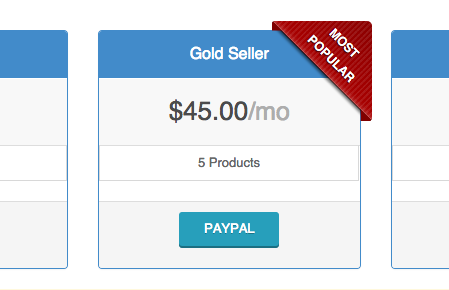 Gold Seller
MOST
POPULAR
$45.00/mo
5 Products
PAYPAL